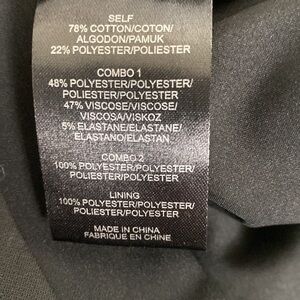 SELF
78% COTTON/COTON/
ALGODON/PAMUK
22% POLYESTER/POLIESTER
COMBO 1
48% POLYESTER/POLYESTER/
POLIESTER/POLYESTER
47% VISCOSE/VISCOSE/
VISCOSA/VISKOZ
5% ELASTANE/ELASTANE/
ELASTANO/ELASTAN
COMBO 2
100% POLYESTER/POLYESTER/
POLIESTER/POLYESTER
LINING
100% POLYESTER/POLYESTER/
POLIESTER/POLYESTER
MADE IN CHINA
FABRIQUE EN CHINE